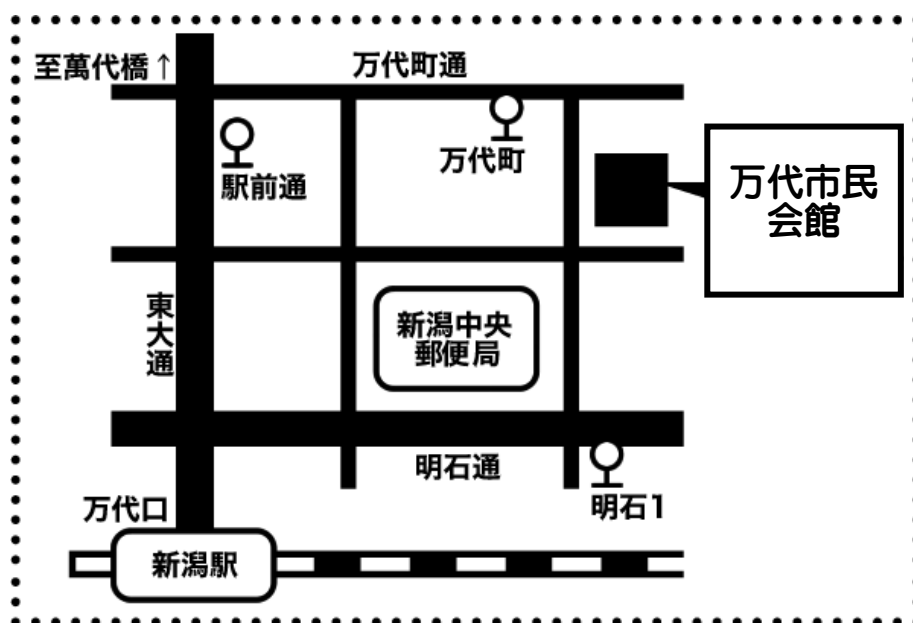 至萬代橋↑
万代町通
駅前通
万代町
万代市民
会館
東大通
新潟中央
郵便局
明石通
明石1
万代口
新潟駅